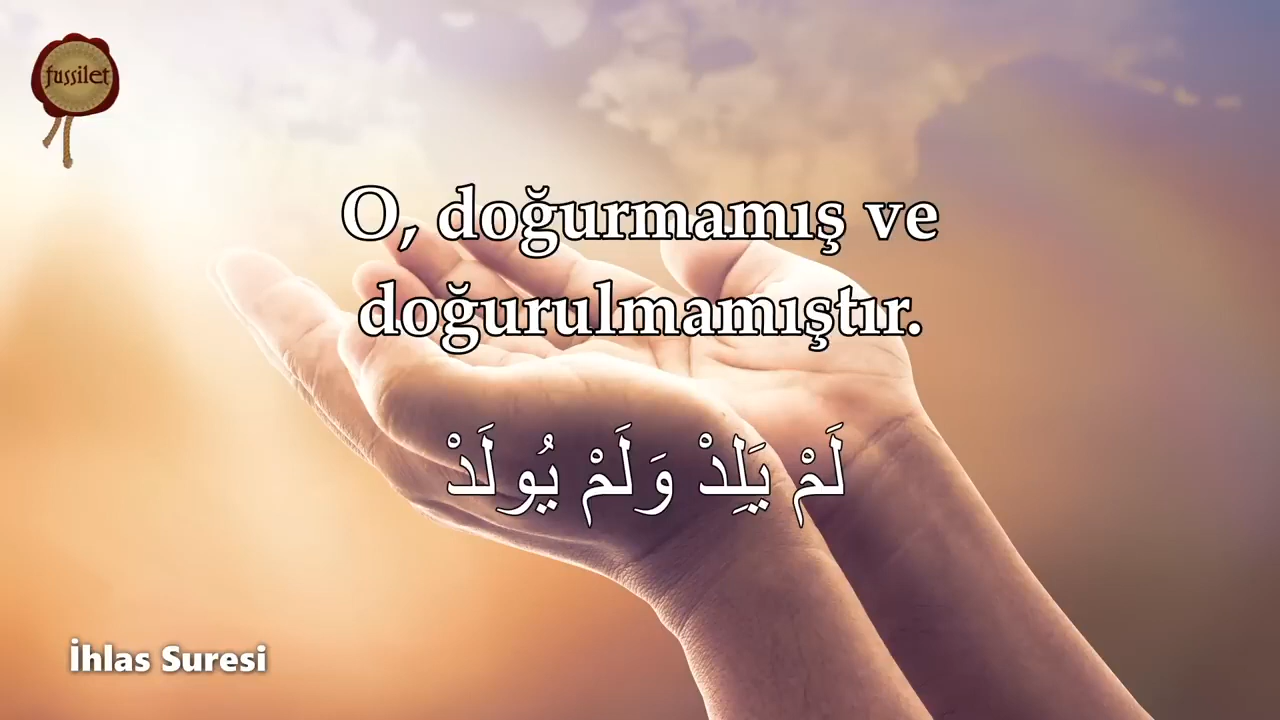 fussilet
O, doğurmamış ve
doğurulmamıştır.
لَمْ يَلِدْ وَلَمْ يُولَدْ
İhlas Suresi